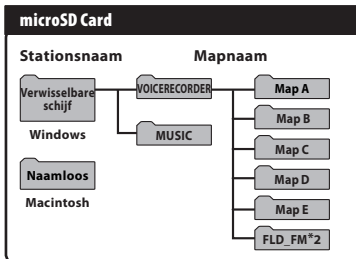 microSD Card
Stationsnaam
Mapnaam
Verwisselbare
schijf
Windows
Naamloos
Macintosh
VOICERECORDER
MUSIC
Map A
Map B
Map C
Map D
Map E
FLD_FM*2